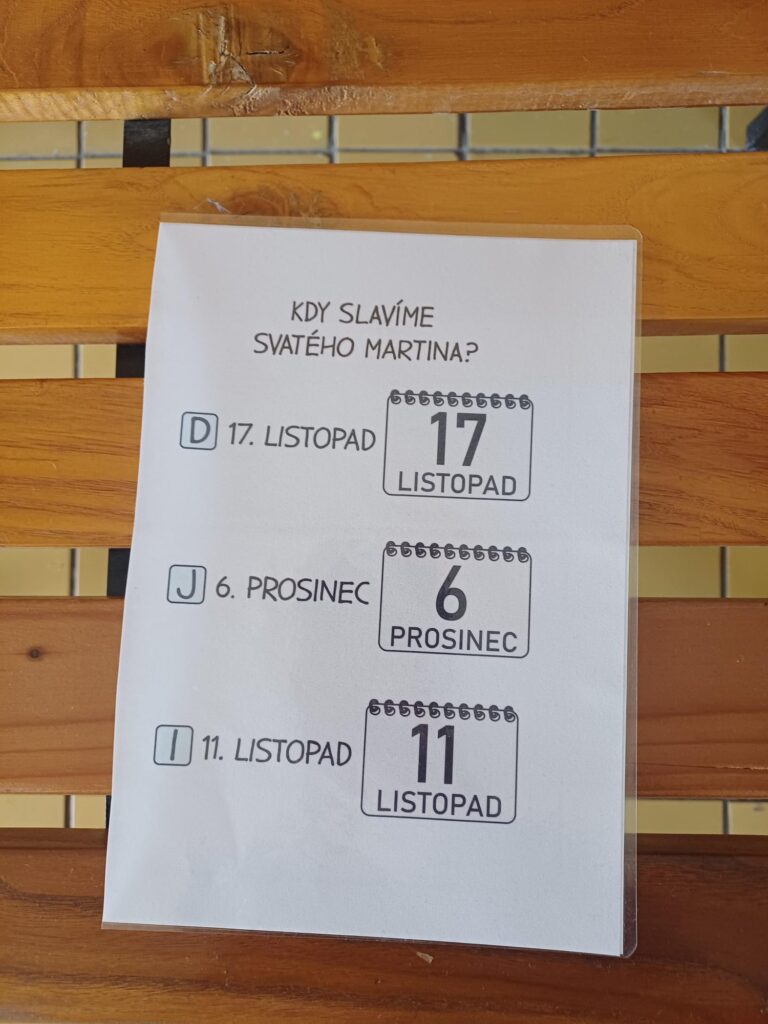 KDY SLAVÍME
SVATÉHO MARTINA?
D 17. LISTOPAD
17
LISTOPAD
J 6. PROSINEC
6
PROSINEC
I 11. LISTOPAD
11
LISTOPAD